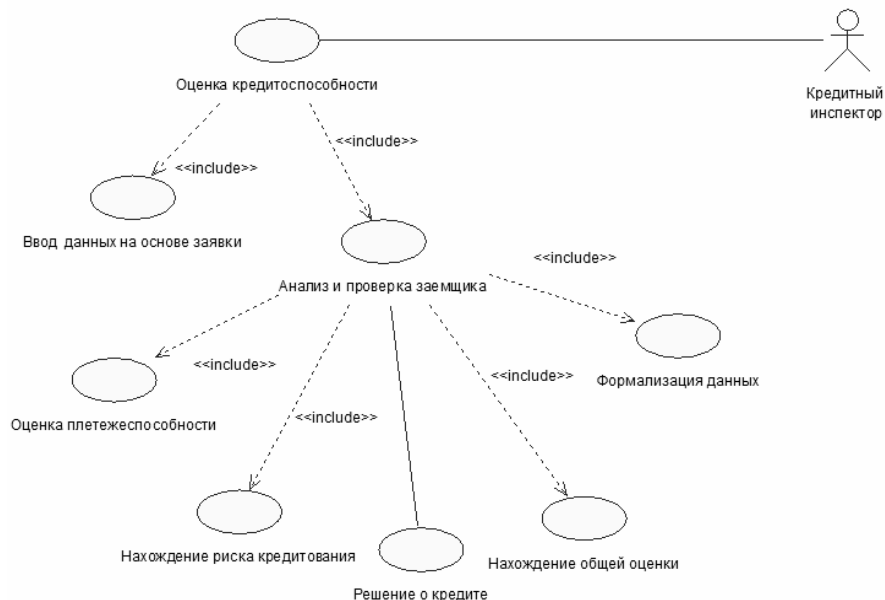 Оценка кредитоспособности
Кредитный
инспектор
<<include>>
<<include>>
Ввод данных на основе заявки
<<include>>
Анализ и проверка заемщика
<<include>>
<<include>>
Формализация данных
<<include>>
Оценка плетежеспособности
Нахождение риска кредитования
Нахождение общей оценки
Решение о кредите